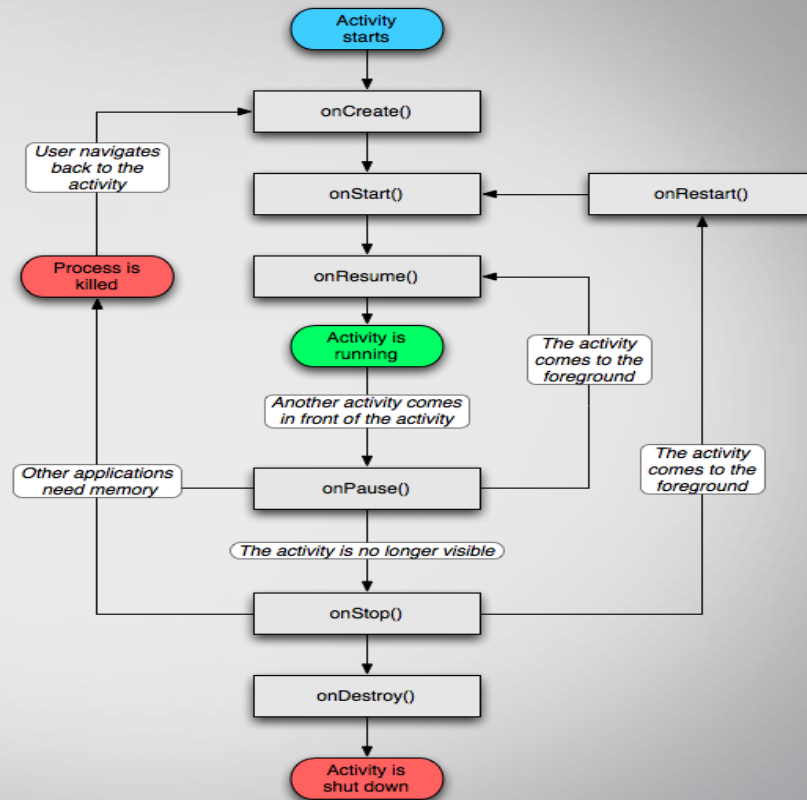 Activity
starts
onCreate()
User navigates
back to the
activity
onStart()
onRestart()
Process is
killed
onResume()
Activity is
running
The activity
comes to the
foreground
Another activity comes
in front of the activity
The activity
comes to the
foreground
Other applications
need memory
onPause()
The activity is no longer visible
onStop()
onDestroy()
Activity is
shut down